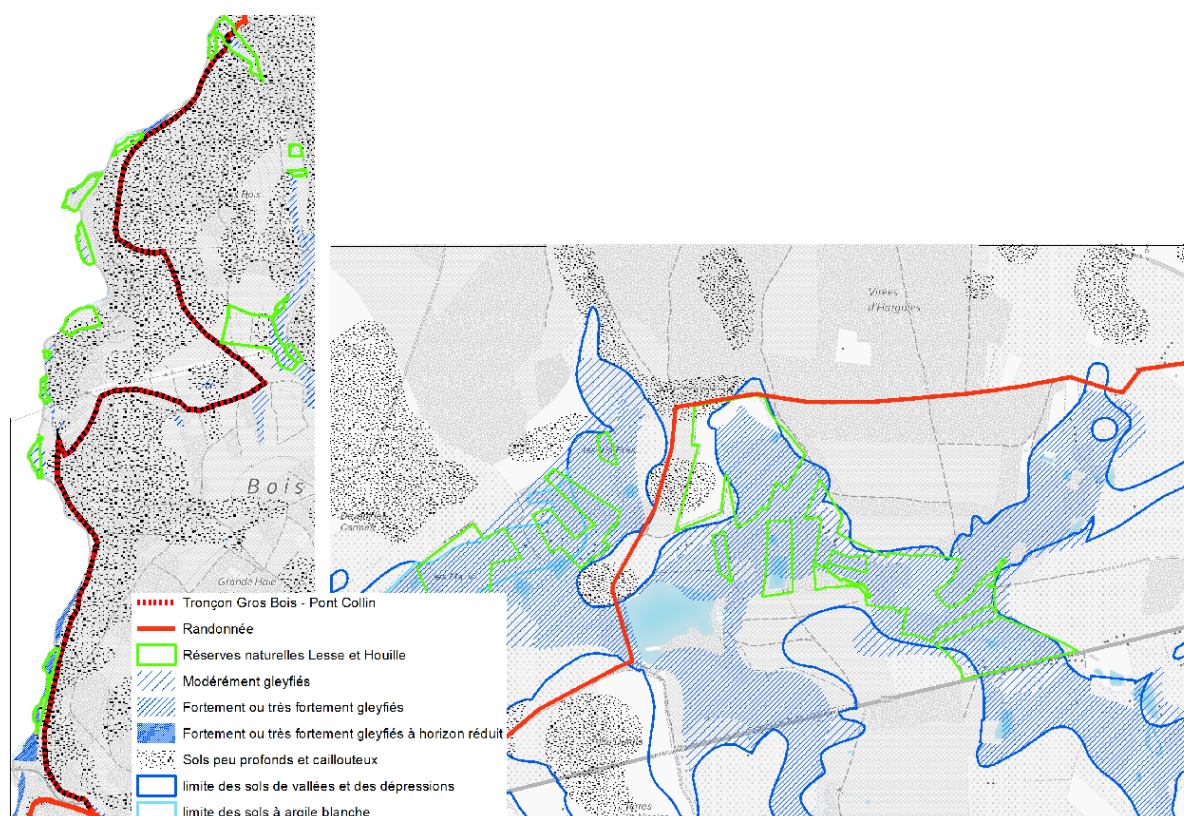 Bois
Grande Haie
Tronçon Gros Bois - Pont Collin
Randonnée
Réserves naturelles Lesse et Houille
Modérément gleyfiés
Fortement ou très fortement gleyfiés
Fortement ou très fortement gleyfiés à horizon réduit
Sols peu profonds et caillouteux
limite des sols de vallées et des dépressions
limite des sols à argile blanche
Virées
d'Hargnies
Terres